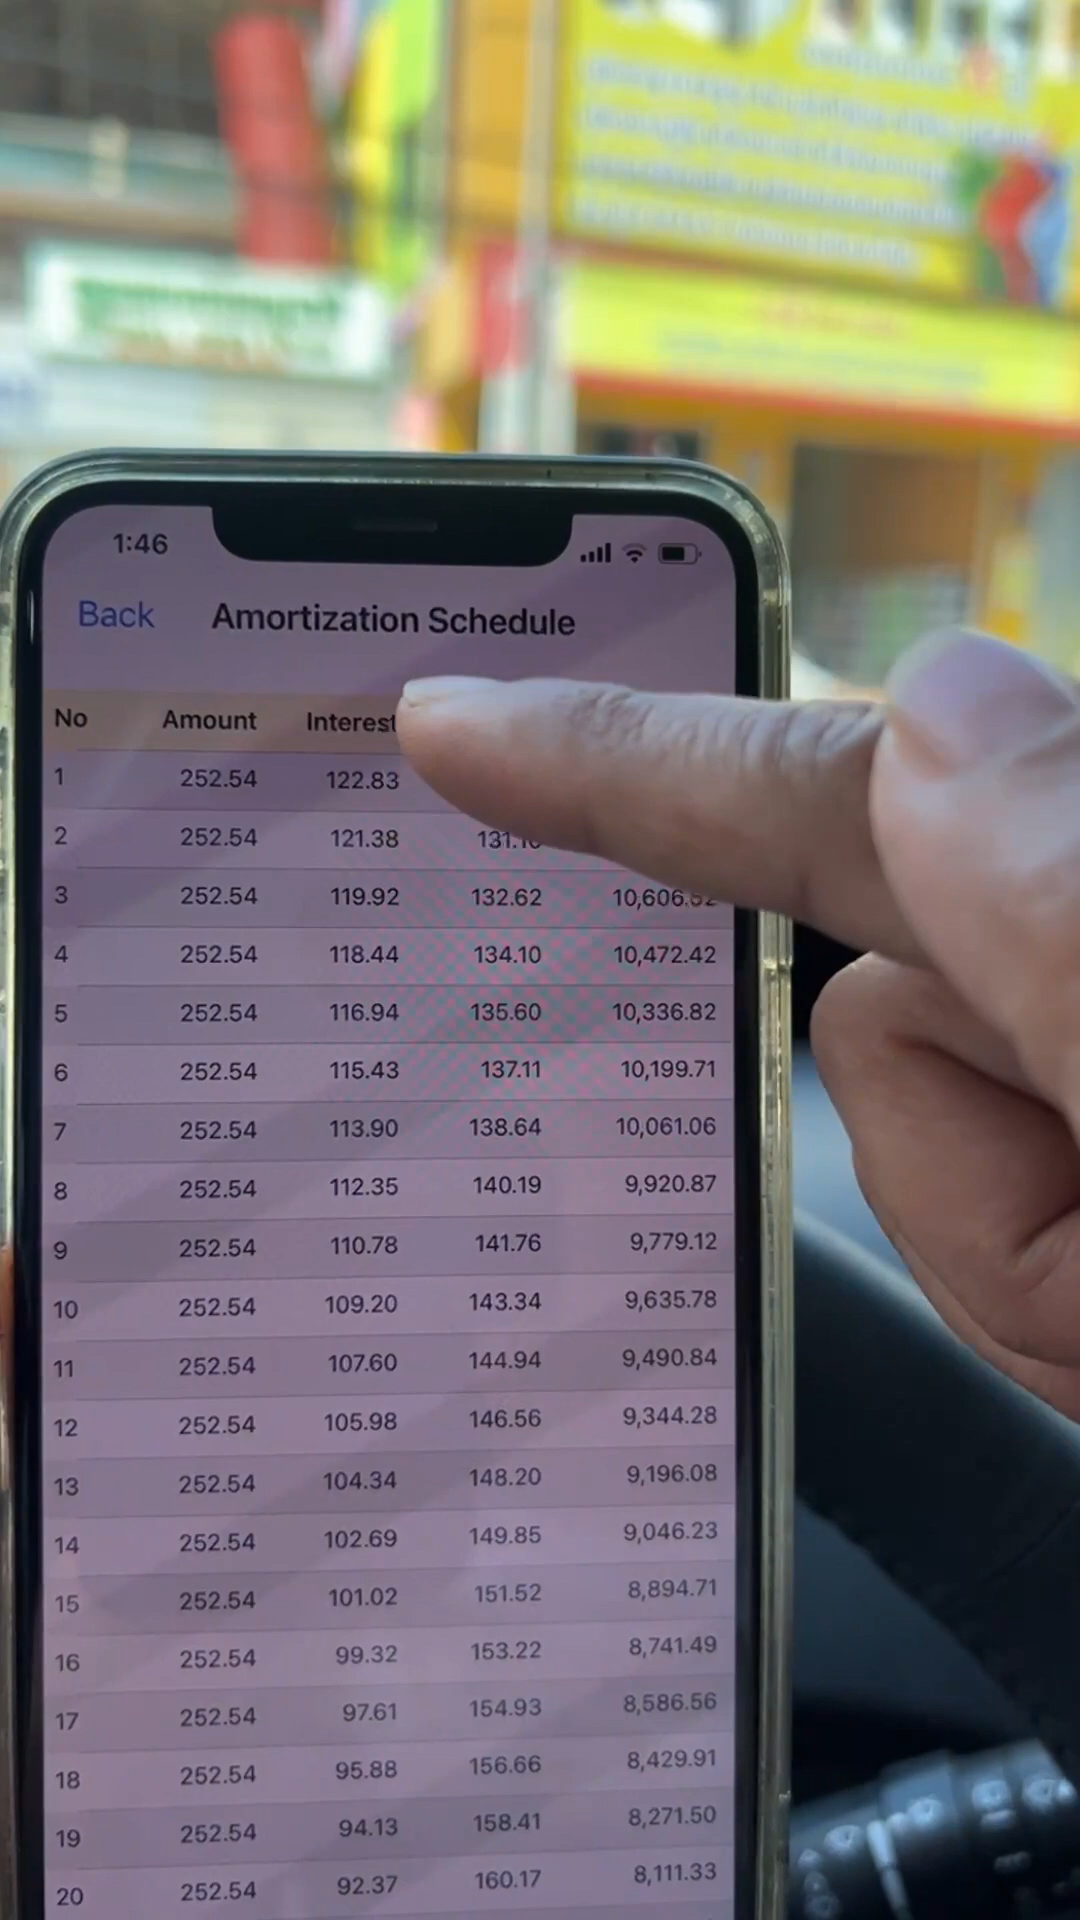 1:46
Back Amortization Schedule
No Amount Interest
1 252.54 122.83
2 252.54 121.38
3 252.54 119.92 132.62
4 252.54 118.44 134.10 10,472.42
5 252.54 116.94 135.60 10,336.82
6 252.54 115.43 137.11 10,199.71
7 252.54 113.90 138.64 10,061.06
8 252.54 112.35 140.19 9,920.87
9 252.54 110.78 141.76 9,779.12
10 252.54 109.20 143.34 9,635.78
11 252.54 107.60 144.94 9,490.84
12 252.54 105.98 146.56 9,344.28
13 252.54 104.34 148.20 9,196.08
14 252.54 102.69 149.85 9,046.23
15 252.54 101.02 151.52 8,894.71
16 252.54 99.32 153.22 8,741.49
17 252.54 97.61 154.93 8,586.56
18 252.54 95.88 156.66 8,429.91
19 252.54 94.13 158.41 8,271.50
20 252.54 92.37 160.17 8,111.33